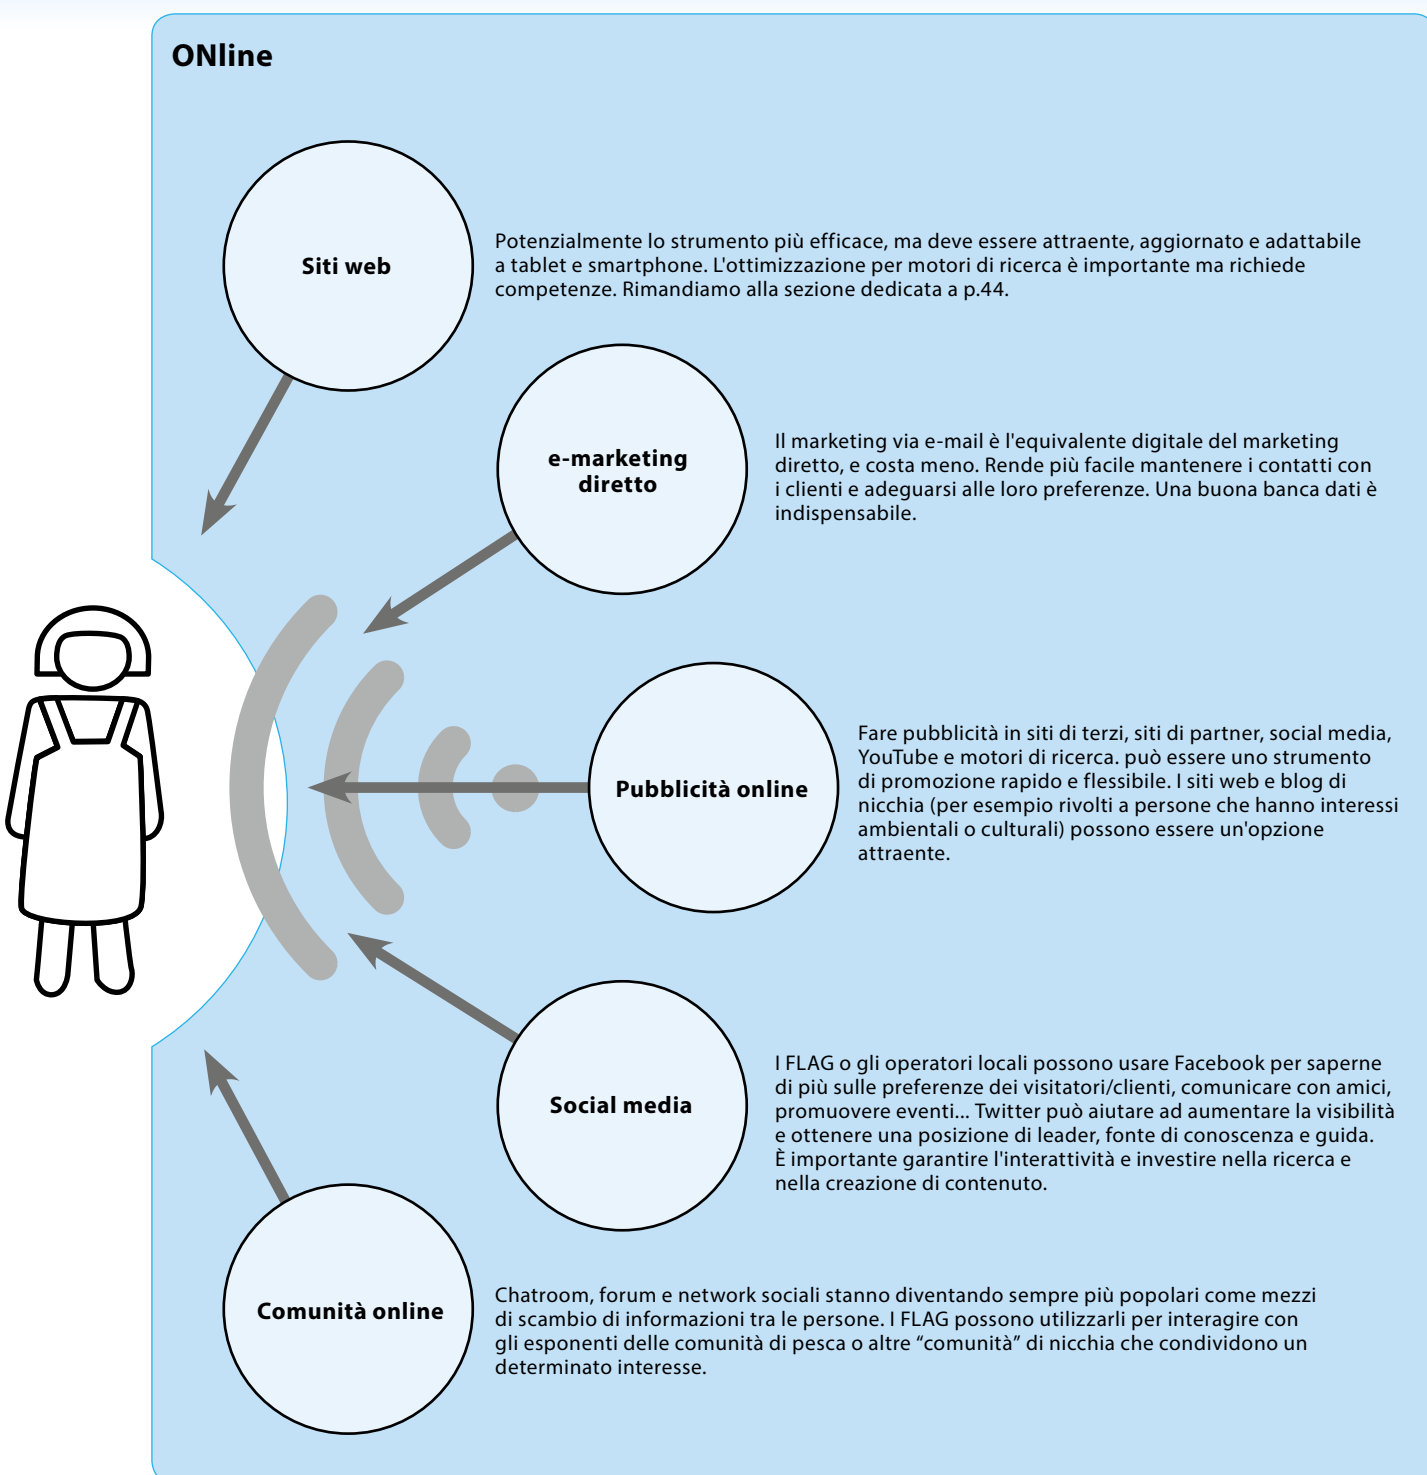 ONline
Siti web
Potenzialmente lo strumento più efficace, ma deve essere attraente, aggiornato e adattabile
a tablet e smartphone. L'ottimizzazione per motori di ricerca è importante ma richiede
competenze. Rimandiamo alla sezione dedicata a p.44.
e-marketing
diretto
Il marketing via e-mail è l'equivalente digitale del marketing
diretto, e costa meno. Rende più facile mantenere i contatti con
i clienti e adeguarsi alle loro preferenze. Una buona banca dati è
indispensabile.
Pubblicità online
Fare pubblicità in siti di terzi, siti di partner, social media,
YouTube e motori di ricerca. può essere uno strumento
di promozione rapido e flessibile. I siti web e blog di
nicchia (per esempio rivolti a persone che hanno interessi
ambientali o culturali) possono essere un'opzione
attraente.
Social media
I FLAG o gli operatori locali possono usare Facebook per saperne
di più sulle preferenze dei visitatori/clienti, comunicare con amici,
promuovere eventi... Twitter può aiutare ad aumentare la visibilità
e ottenere una posizione di leader, fonte di conoscenza e guida.
È importante garantire l'interattività e investire nella ricerca e
nella creazione di contenuto.
Comunità online
Chatroom, forum e network sociali stanno diventando sempre più popolari come mezzi
di scambio di informazioni tra le persone. I FLAG possono utilizzarli per interagire con
gli esponenti delle comunità di pesca o altre “comunità” di nicchia che condividono un
determinato interesse.